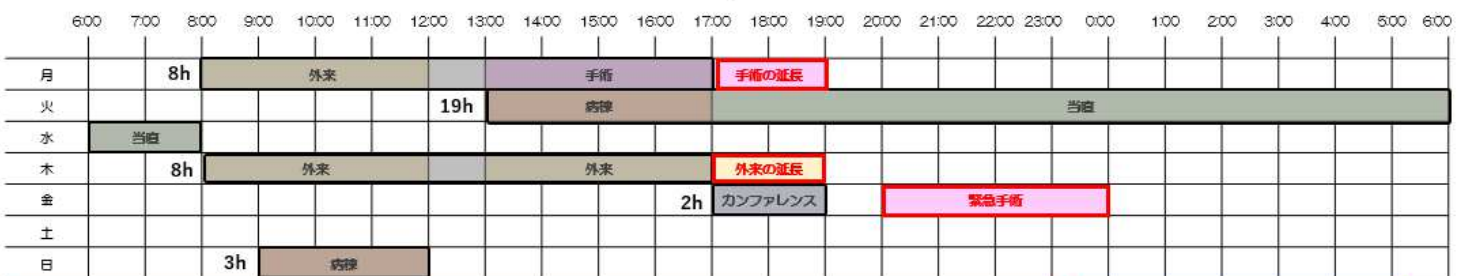 6:00 7:00 8:00 9:00 10:00 11:00 12:00 13:00 14:00 15:00 16:00 17:00 18:00 19:00 20:00 21:00 22:00 23:00 0:00 1:00 2:00 3:00 4:00 5:00 6:00
月 8h 外来 手術 手術の延長
火 19h 病棟 当直
水 当直
木 8h 外来 外来 外来の延長
金 2h カンファレンス 緊急手術
土
日 3h 病棟